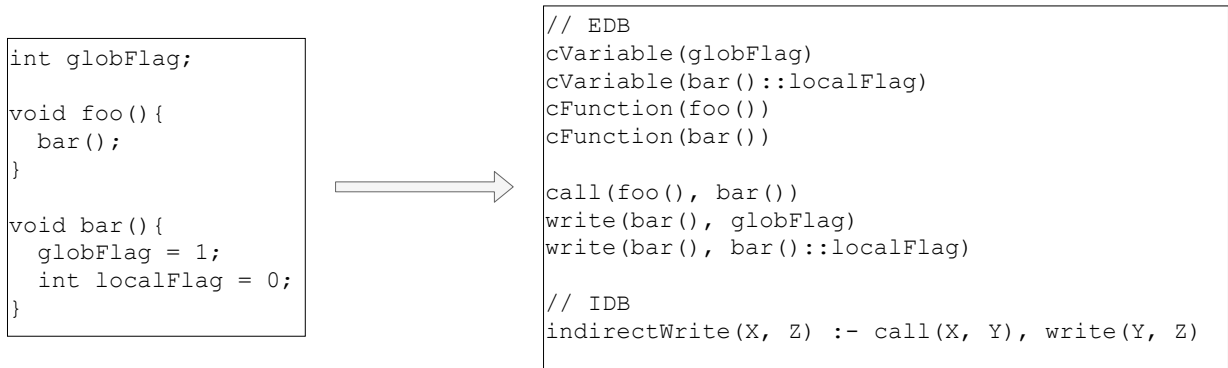 int globFlag;
void foo(){
  bar();
}
void bar(){
  globFlag = 1;
  int localFlag = 0;
}
// EDB
cVariable(globFlag)
cVariable(bar()::localFlag)
cFunction(foo())
cFunction(bar())
call(foo(), bar())
write(bar(), globFlag)
write(bar(), bar()::localFlag)
// IDB
indirectWrite(X, Z) :- call(X, Y), write(Y, Z)